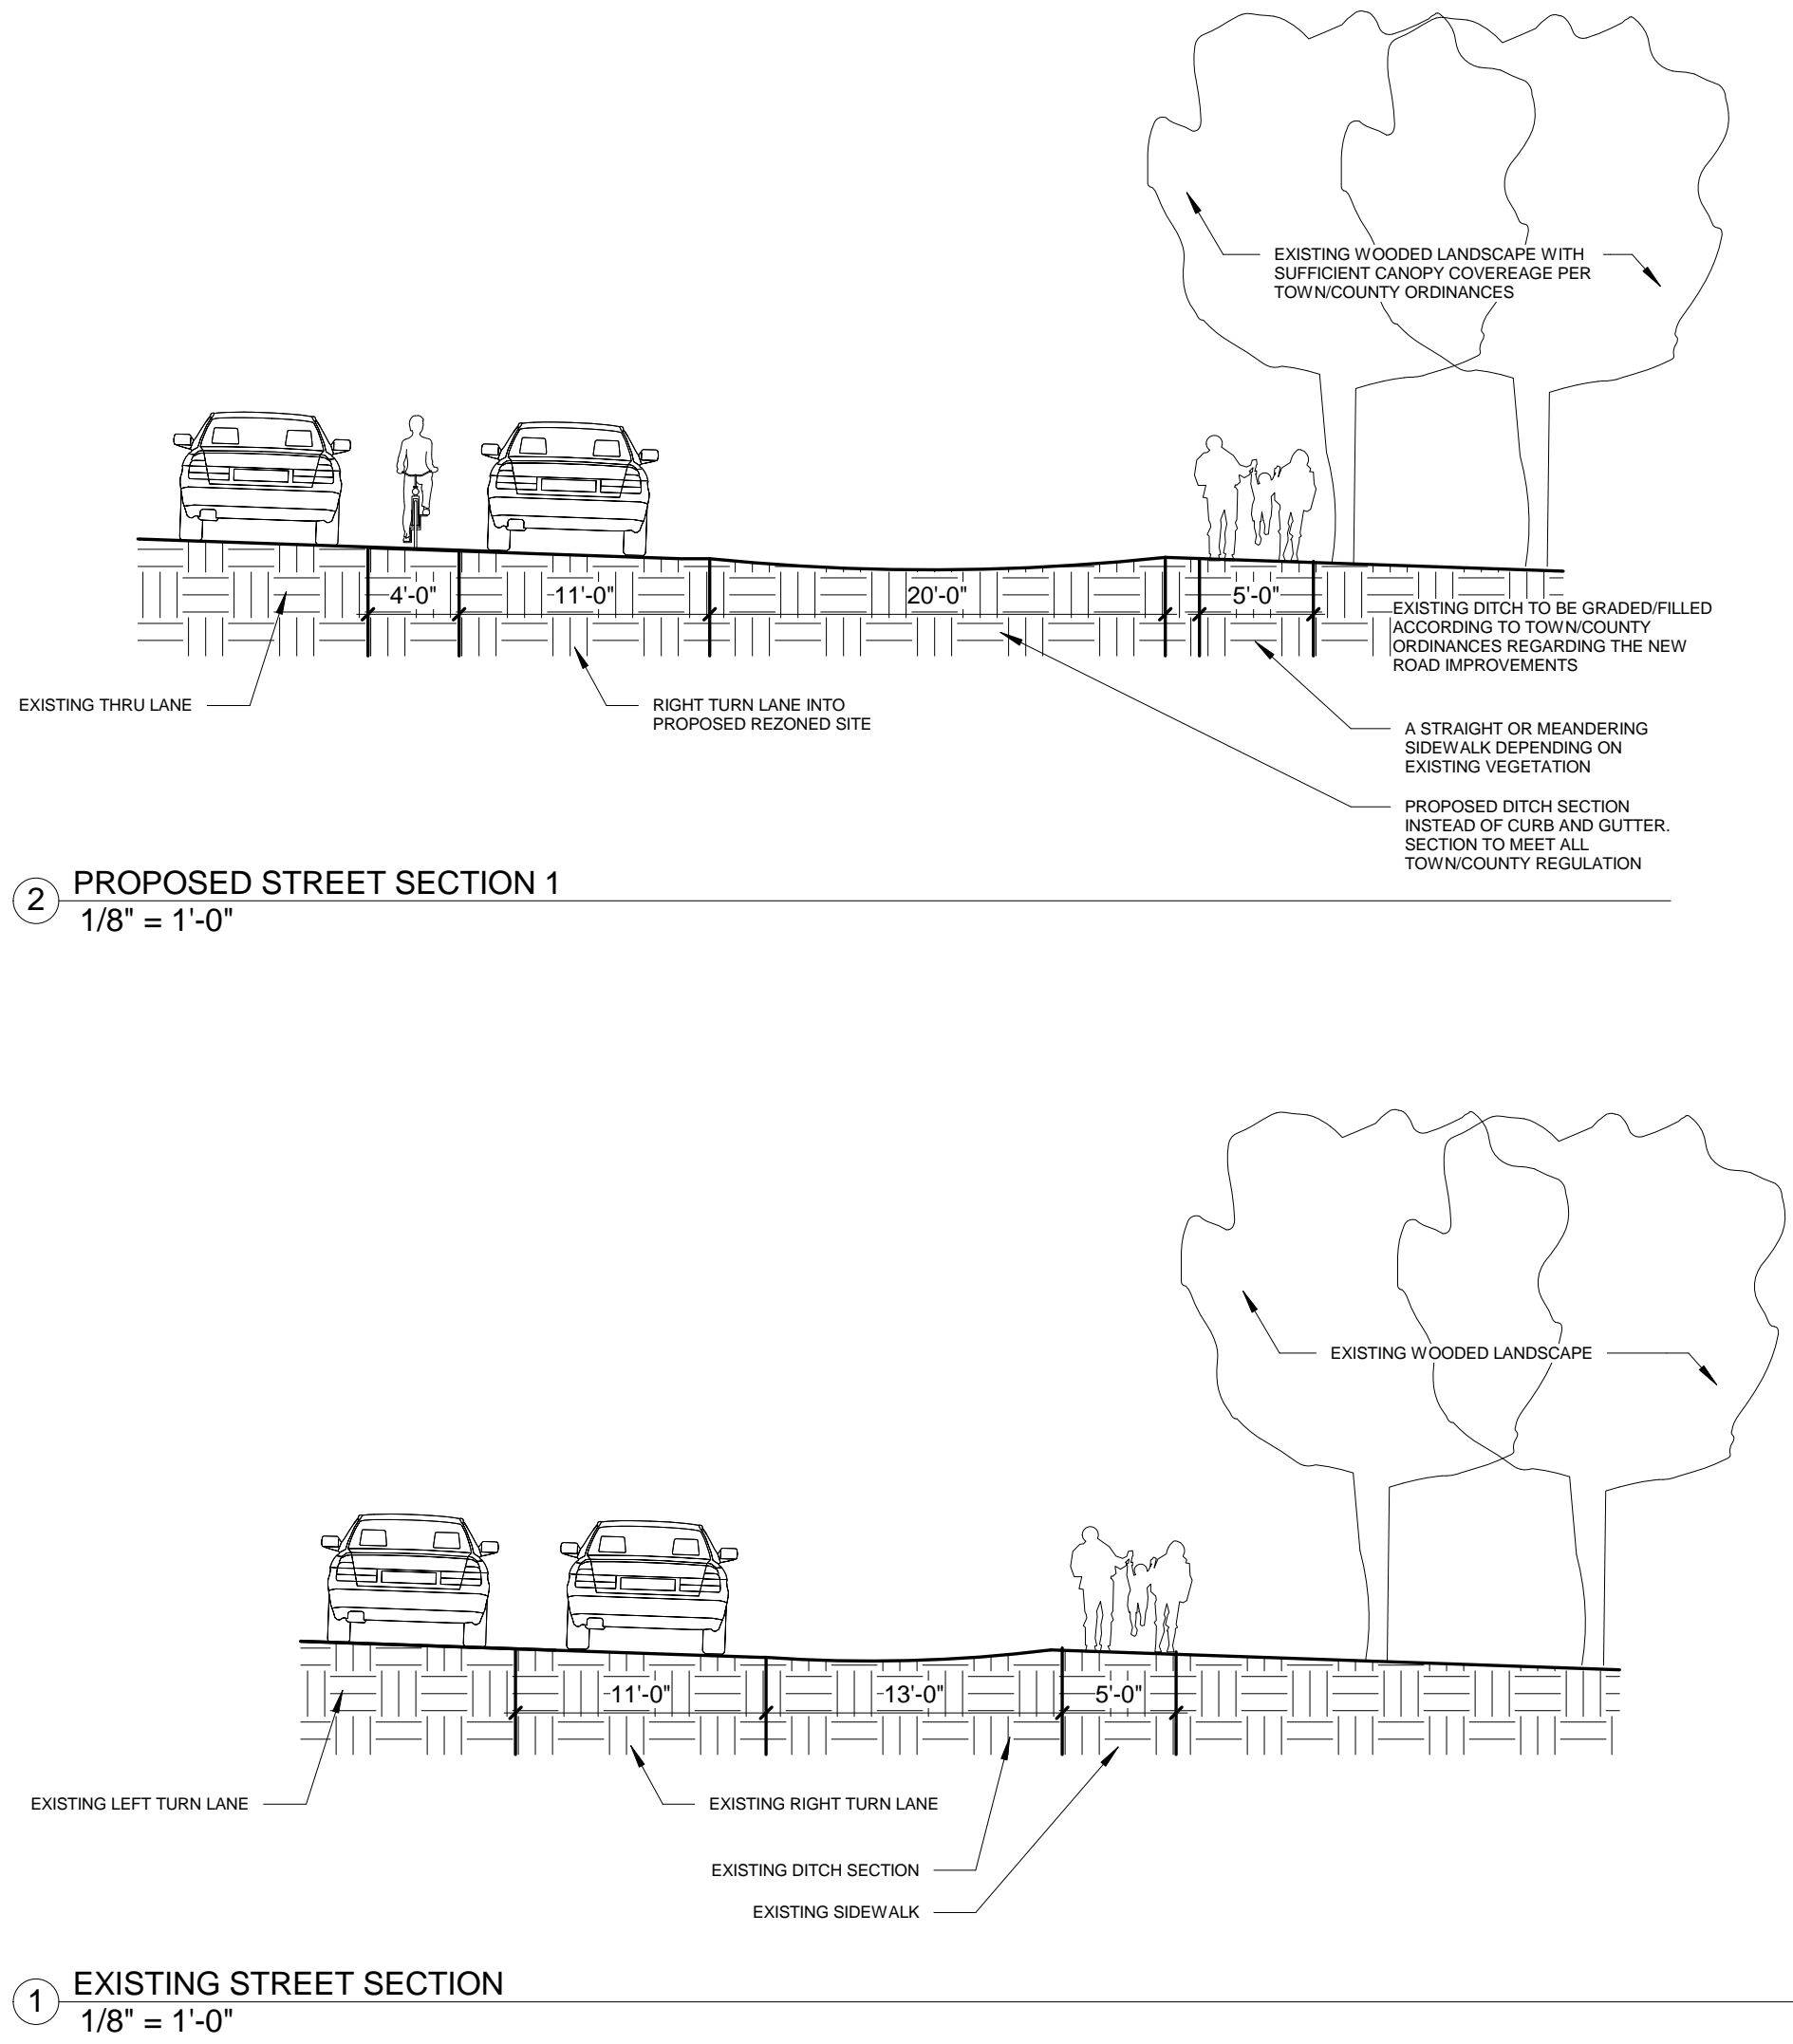 EXISTING WOODED LANDSCAPE WITH
SUFFICIENT CANOPY COVEREAGE PER
TOWN/COUNTY ORDINANCES
4'-0"
11'-0"
20'-0"
5'-0"
EXISTING DITCH TO BE GRADED/FILLED
ACCORDING TO TOWN/COUNTY
ORDINANCES REGARDING THE NEW
ROAD IMPROVEMENTS
EXISTING THRU LANE
RIGHT TURN LANE INTO
PROPOSED REZONED SITE
A STRAIGHT OR MEANDERING
SIDEWALK DEPENDING ON
EXISTING VEGETATION
PROPOSED DITCH SECTION
INSTEAD OF CURB AND GUTTER.
SECTION TO MEET ALL
TOWN/COUNTY REGULATION
2
PROPOSED STREET SECTION 1
1/8" = 1'-0"
EXISTING WOODED LANDSCAPE
11'-0"
13'-0"
5'-0"
EXISTING LEFT TURN LANE
EXISTING RIGHT TURN LANE
EXISTING DITCH SECTION
EXISTING SIDEWALK
1
EXISTING STREET SECTION
1/8" = 1'-0"